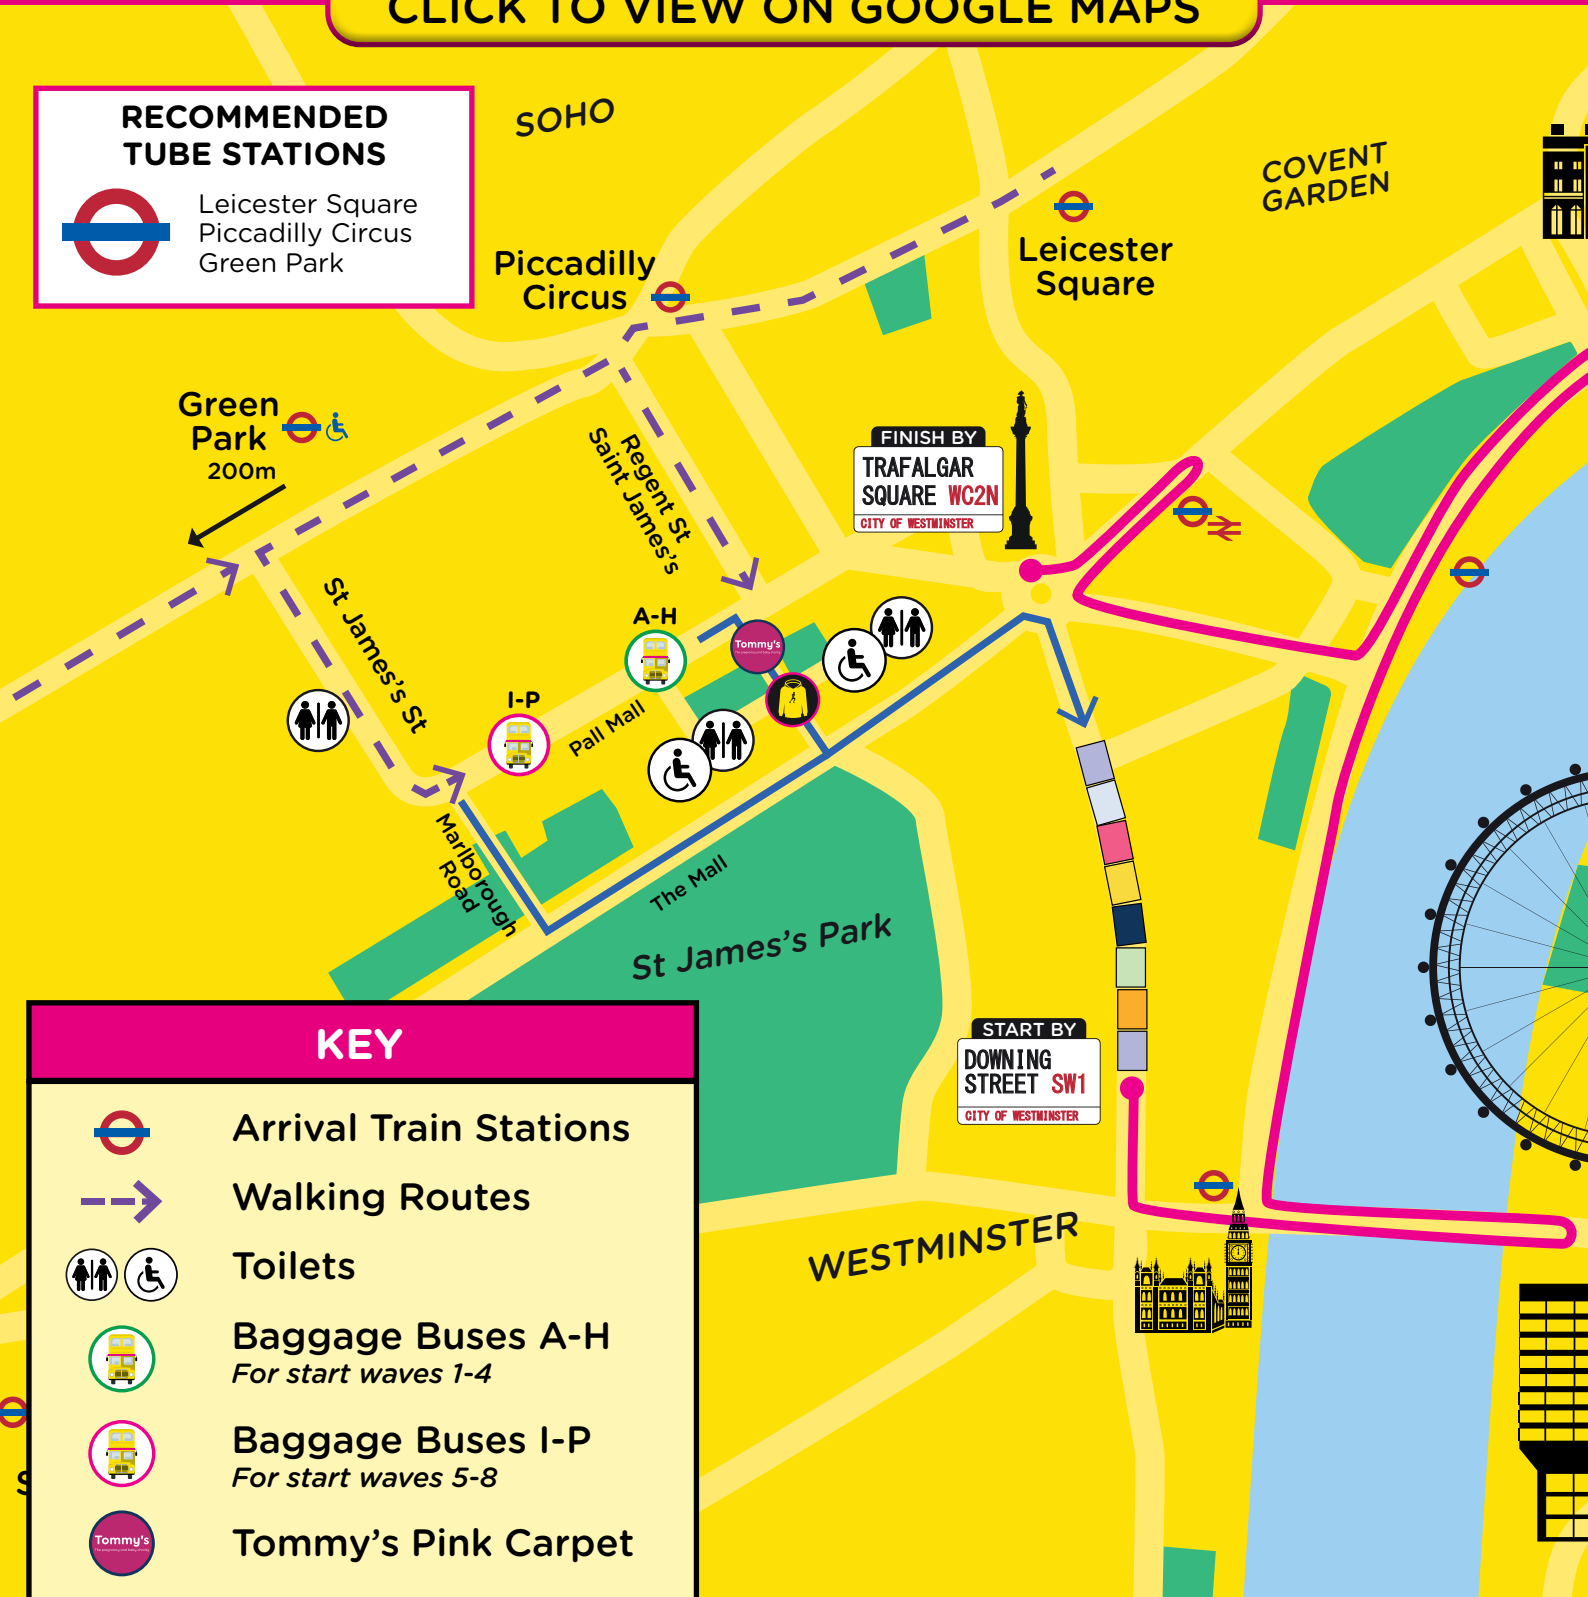 CLICK TO VIEW ON GOOGLE MAPS
RECOMMENDED
TUBE STATIONS
Leicester Square
Piccadilly Circus
Green Park
SOHO
COVENT
GARDEN
Piccadilly
Circus
Leicester
Square
Green
Park
200m
Regent St
Saint James's
FINISH BY
TRAFALGAR
SQUARE WC2N
CITY OF WESTMINSTER
St James's St
A-H
Tommy's
I-P
Pall Mall
Marlborough
Road
The Mall
St James's Park
START BY
DOWNING
STREET SW1
CITY OF WESTMINSTER
WESTMINSTER
KEY
Arrival Train Stations
Walking Routes
Toilets
Baggage Buses A-H
For start waves 1-4
Baggage Buses I-P
For start waves 5-8
Tommy's
Tommy's Pink Carpet